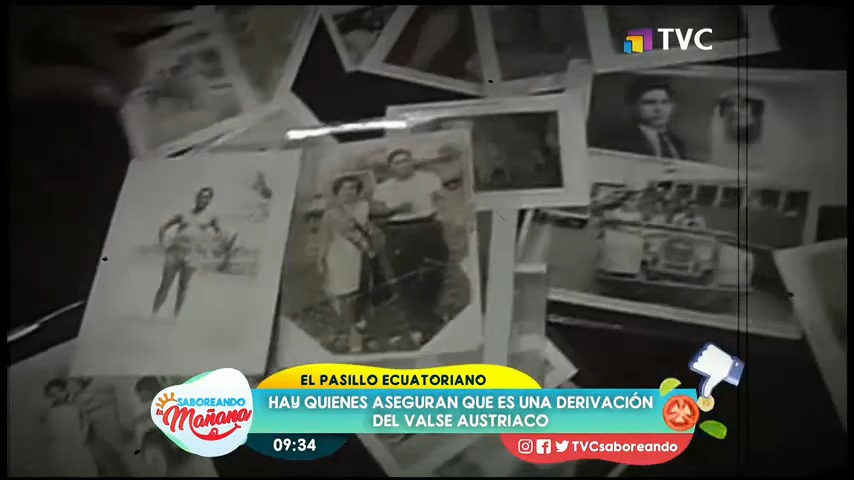 TVC
EL PASILLO ECUATORIANO
HAY QUIENES ASEGURAN QUE ES UNA DERIVACIÓN
DEL VALSE AUSTRIACO
SABOREANDO
la Mañana
09:34
TVCsaboreando